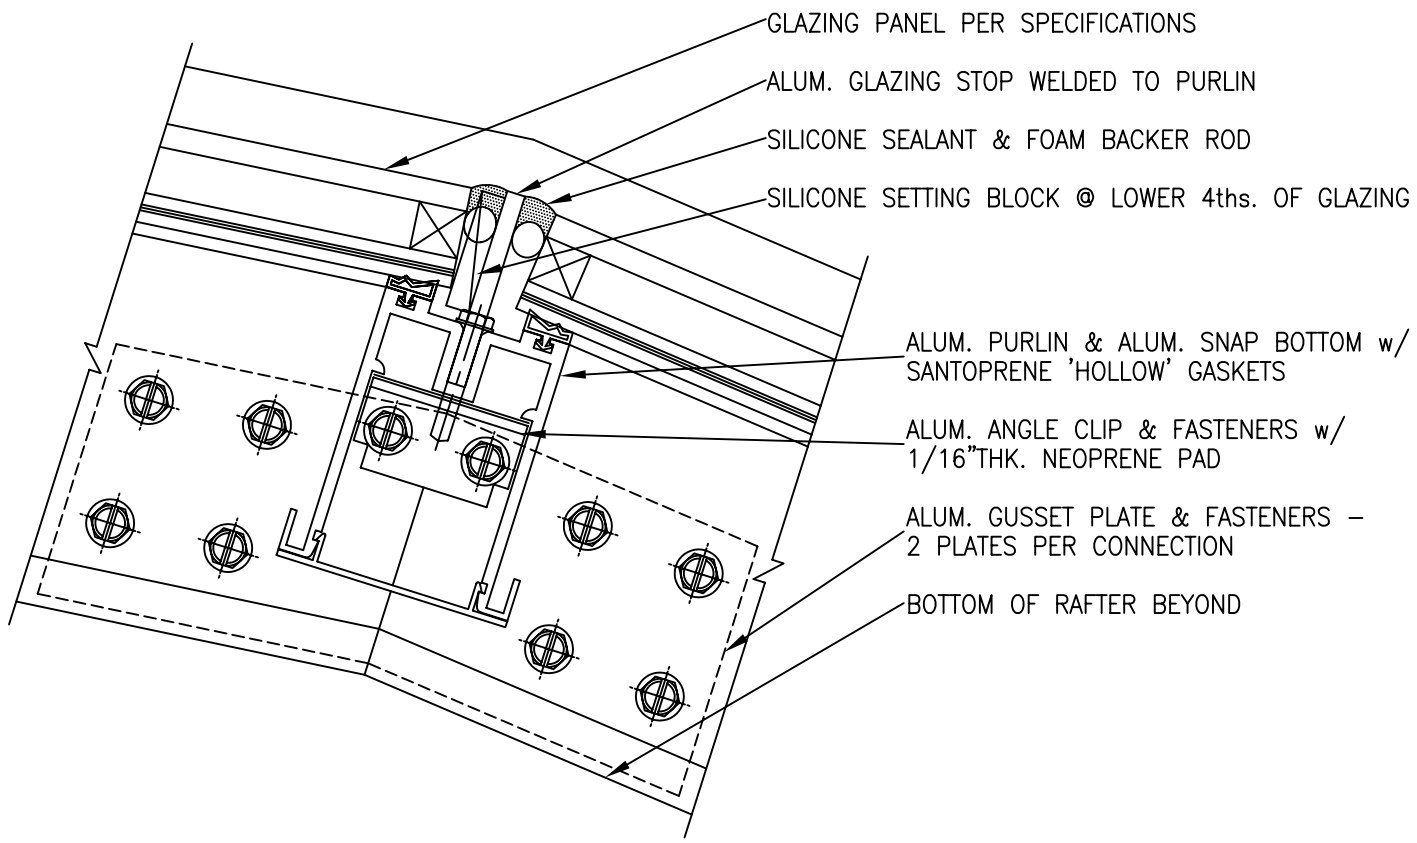 GLAZING PANEL PER SPECIFICATIONS
ALUM. GLAZING STOP WELDED TO PURLIN
SILICONE SEALANT & FOAM BACKER ROD
SILICONE SETTING BLOCK @ LOWER 4ths. OF GLAZING
ALUM. PURLIN & ALUM. SNAP BOTTOM w/
SANTOPRENE 'HOLLOW' GASKETS
ALUM. ANGLE CLIP & FASTENERS w/
1/16"THK. NEOPRENE PAD
ALUM. GUSSET PLATE & FASTENERS –
2 PLATES PER CONNECTION
BOTTOM OF RAFTER BEYOND